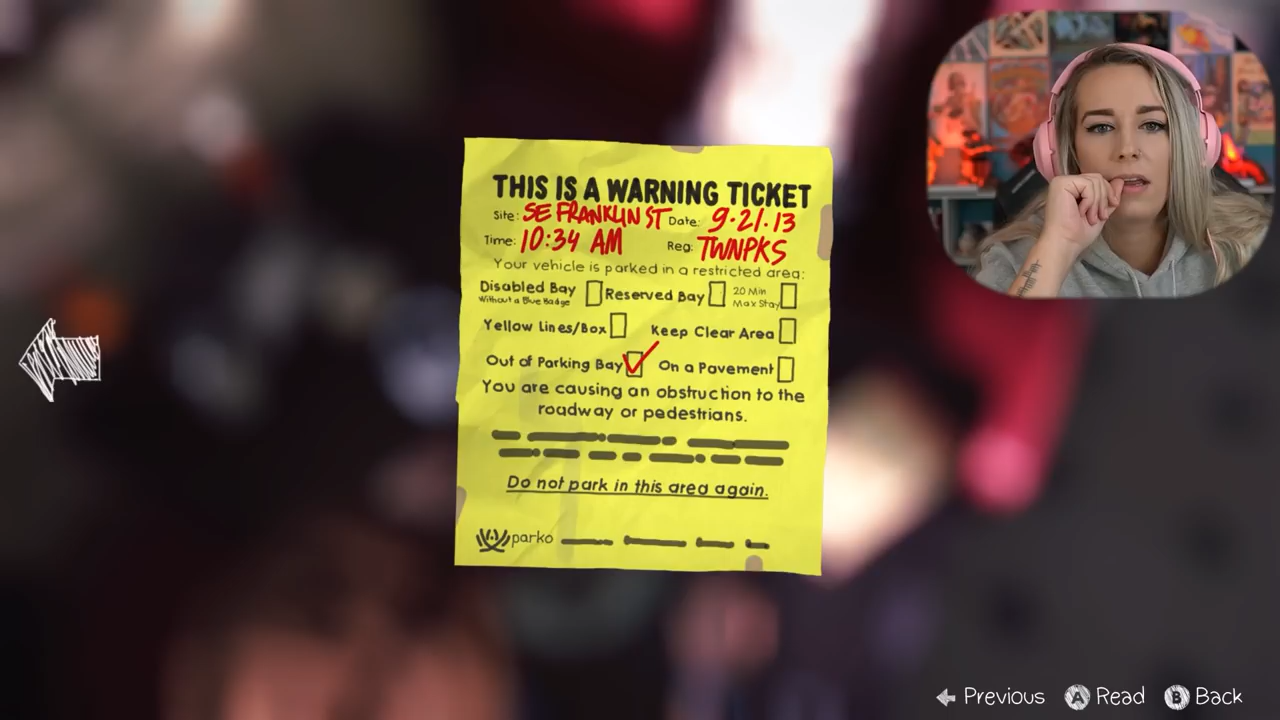 THIS IS A WARNING TICKET
Site: SE FRANKLIN ST Date: 9.21.13
Time: 10:34 AM Reg: TWNPKS
Your vehicle is parked in a restricted area:
Disabled Bay Reserved Bay 20 Min
Without a Blue Badge Max Stay
Yellow Lines/Box Keep Clear Area
Out of Parking Bay On a Pavement
You are causing an obstruction to the
roadway or pedestrians.
Do not park in this area again.
parko
Previous A Read B Back